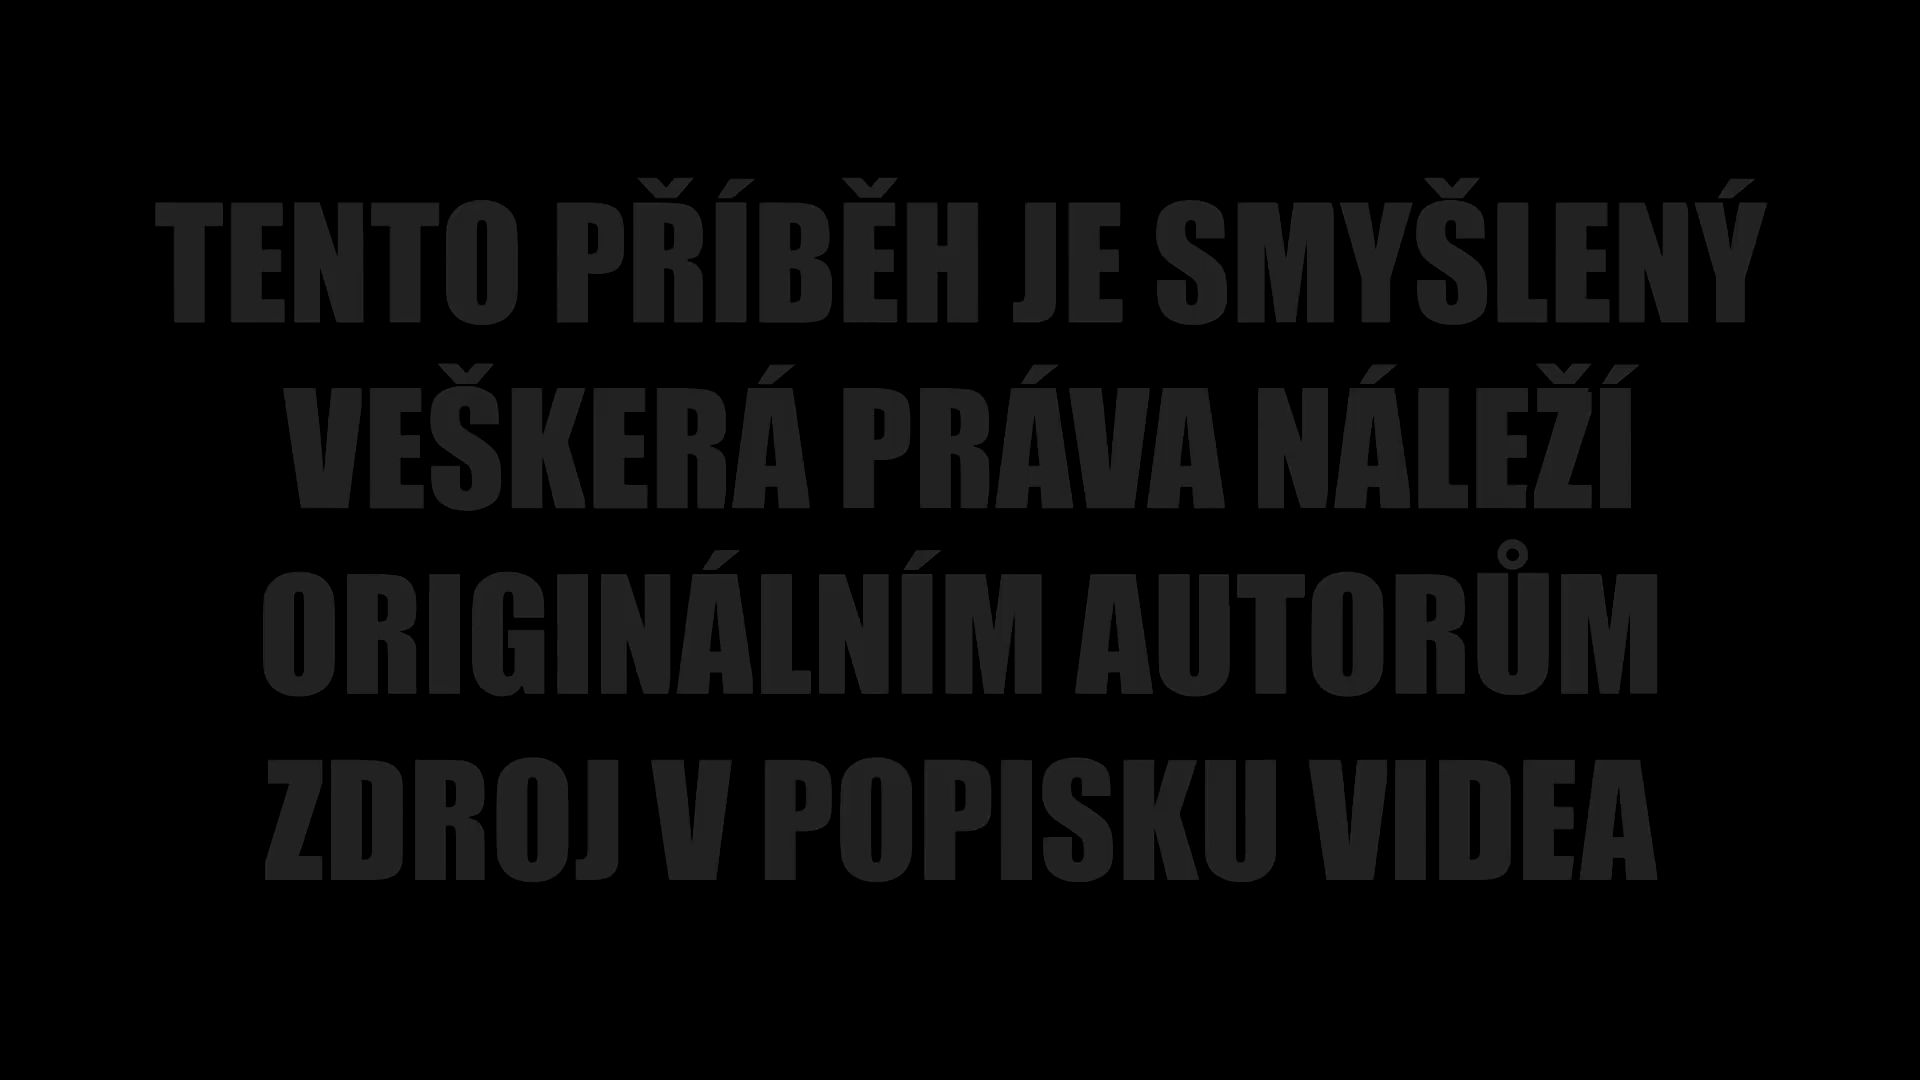 TENTO PŘÍBĚH JE SMYŠLENÝ
VEŠKERÁ PRÁVA NÁLEŽÍ
ORIGINÁLNÍM AUTORŮM
ZDROJ V POPISKU VIDEA